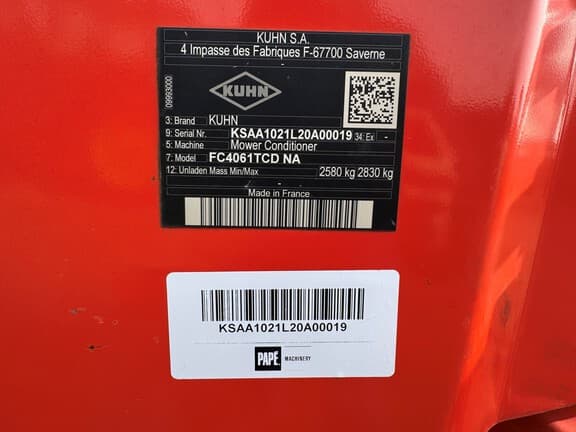 KUHN S.A.
4 Impasse des Fabriques F-67700 Saverne
09993000
KUHN
3: Brand KUHN
9: Serial Nr. KSAA1021L20A00019 34: Ex -
5: Machine Mower Conditioner
7: Model FC4061TCD NA
12: Unladen Mass Min/Max 2580 kg 2830 kg
Made in France
KSAA1021L20A00019
PAPÉ MACHINERY